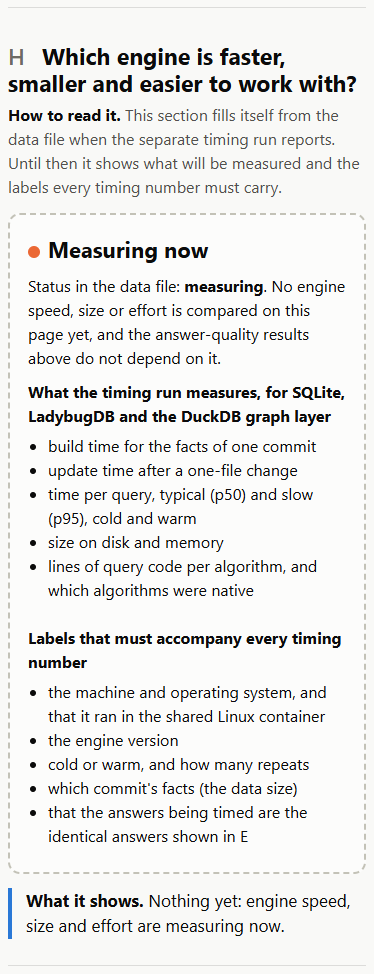 H Which engine is faster,
smaller and easier to work with?
How to read it. This section fills itself from the
data file when the separate timing run reports.
Until then it shows what will be measured and the
labels every timing number must carry.
Measuring now
Status in the data file: measuring. No engine
speed, size or effort is compared on this
page yet, and the answer-quality results
above do not depend on it.
What the timing run measures, for SQLite,
LadybugDB and the DuckDB graph layer
• build time for the facts of one commit
• update time after a one-file change
• time per query, typical (p50) and slow
(p95), cold and warm
• size on disk and memory
• lines of query code per algorithm, and
which algorithms were native
Labels that must accompany every timing
number
• the machine and operating system, and
that it ran in the shared Linux container
• the engine version
• cold or warm, and how many repeats
• which commit's facts (the data size)
• that the answers being timed are the
identical answers shown in E
What it shows. Nothing yet: engine speed,
size and effort are measuring now.